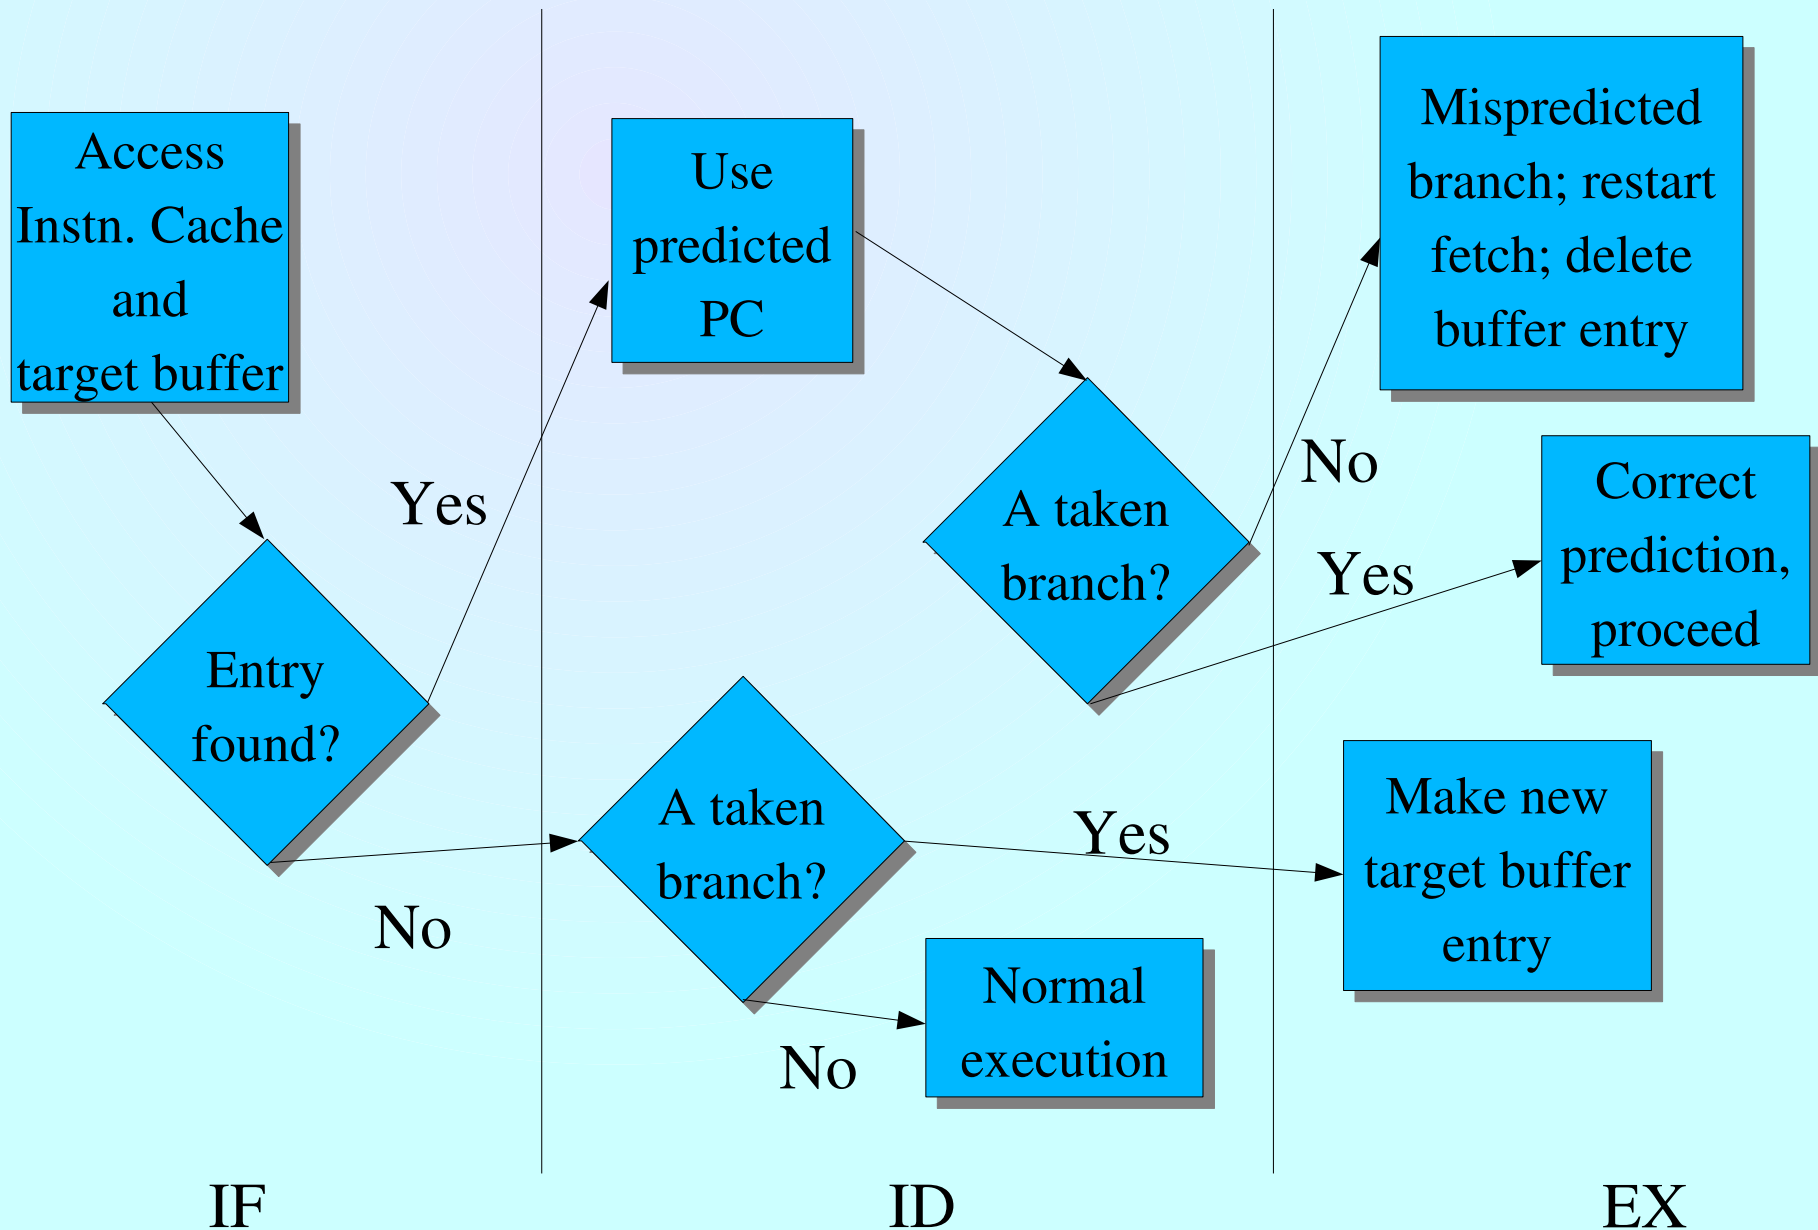 Access
Instn. Cache
and
target buffer
Entry
found?
Yes
No
Use
predicted
PC
A taken
branch?
No
Yes
A taken
branch?
Yes
No
Normal
execution
Mispredicted
branch; restart
fetch; delete
buffer entry
Correct
prediction,
proceed
Make new
target buffer
entry
IF
ID
EX